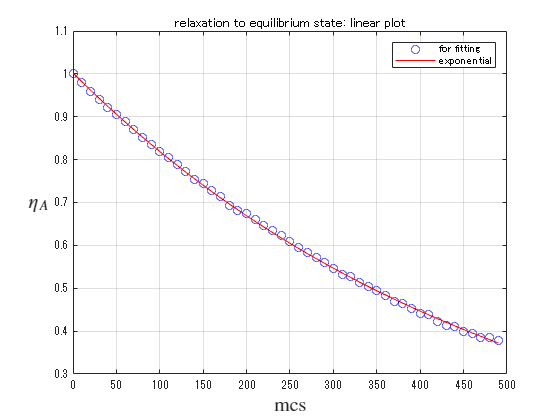 relaxation to equilibrium state: linear plot
for fitting
exponential
1.1
1
0.9
0.8
0.7
0.6
0.5
0.4
0.3
η_A
0 50 100 150 200 250 300 350 400 450 500
mcs